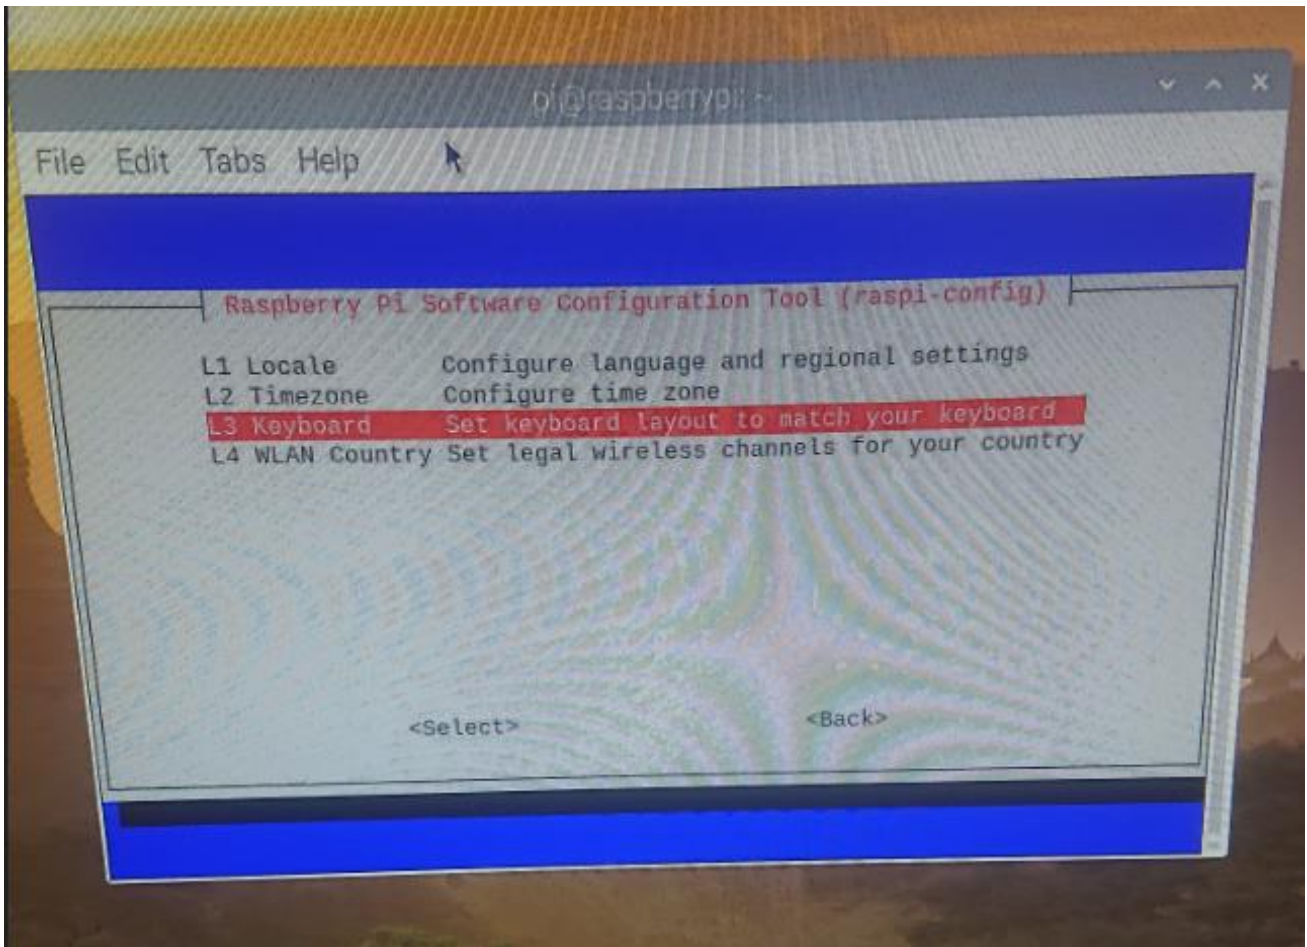 pi@raspberrypi: ~
File Edit Tabs Help
Raspberry Pi Software Configuration Tool (raspi-config)
L1 Locale Configure language and regional settings
L2 Timezone Configure time zone
L3 Keyboard Set keyboard layout to match your keyboard
L4 WLAN Country Set legal wireless channels for your country
<Select> <Back>